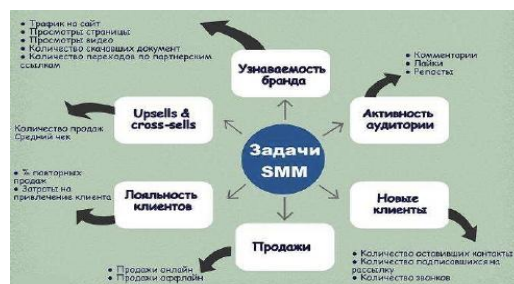 • Трафик на сайт
• Просмотры страницы
• Просмотры видео
• Количество скачавших документ
• Количество переходов по партнерским
ссылкам
Узнаваемость
бренда
• Комментарии
• Лайки
• Репосты
Upsells &
cross-sells
Активность
аудитории
Количество продаж
Средний чек
Задачи
SMM
• % повторных
продаж
• Затраты на
привлечение клиента
Лояльность
клиентов
Новые
клиенты
Продажи
• Продажи онлайн
• Продажи оффлайн
• Количество оставивших контакты
• Количество подписавшихся на
рассылку
• Количество звонков